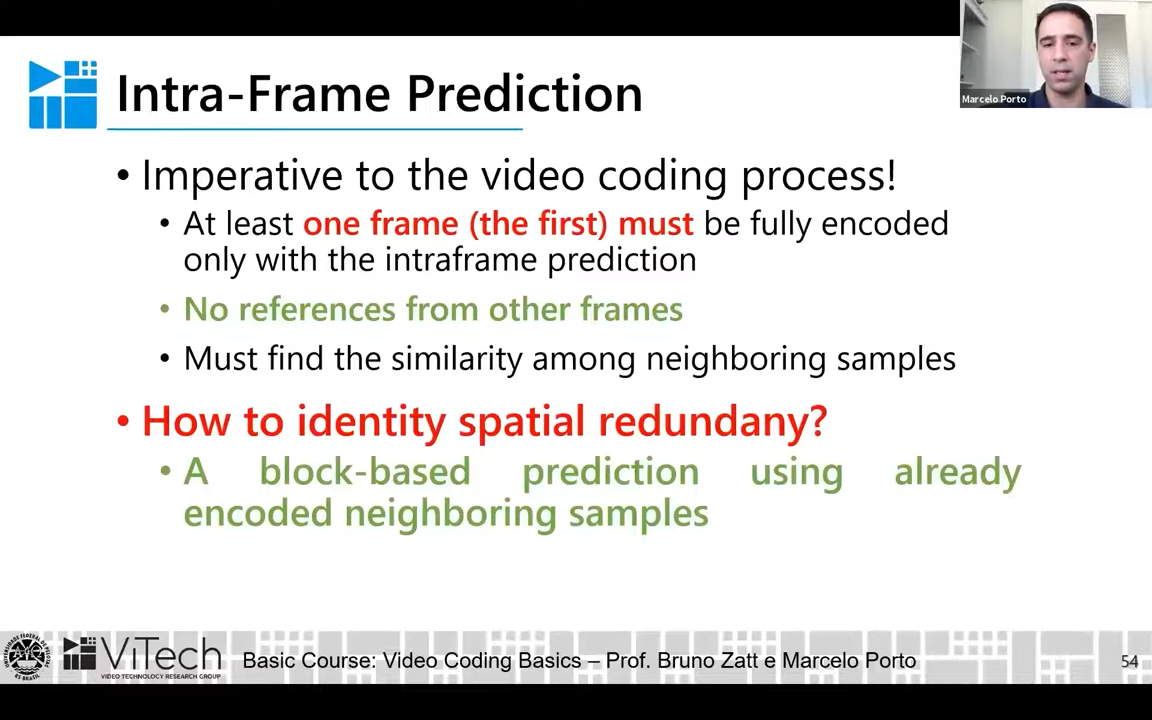 Marcelo Porto
Intra-Frame Prediction
• Imperative to the video coding process!
• At least one frame (the first) must be fully encoded
only with the intraframe prediction
• No references from other frames
• Must find the similarity among neighboring samples
• How to identity spatial redundany?
• A block-based prediction using already
encoded neighboring samples
ViTech
VIDEO TECHNOLOGY RESEARCH GROUP
Basic Course: Video Coding Basics – Prof. Bruno Zatt e Marcelo Porto
54